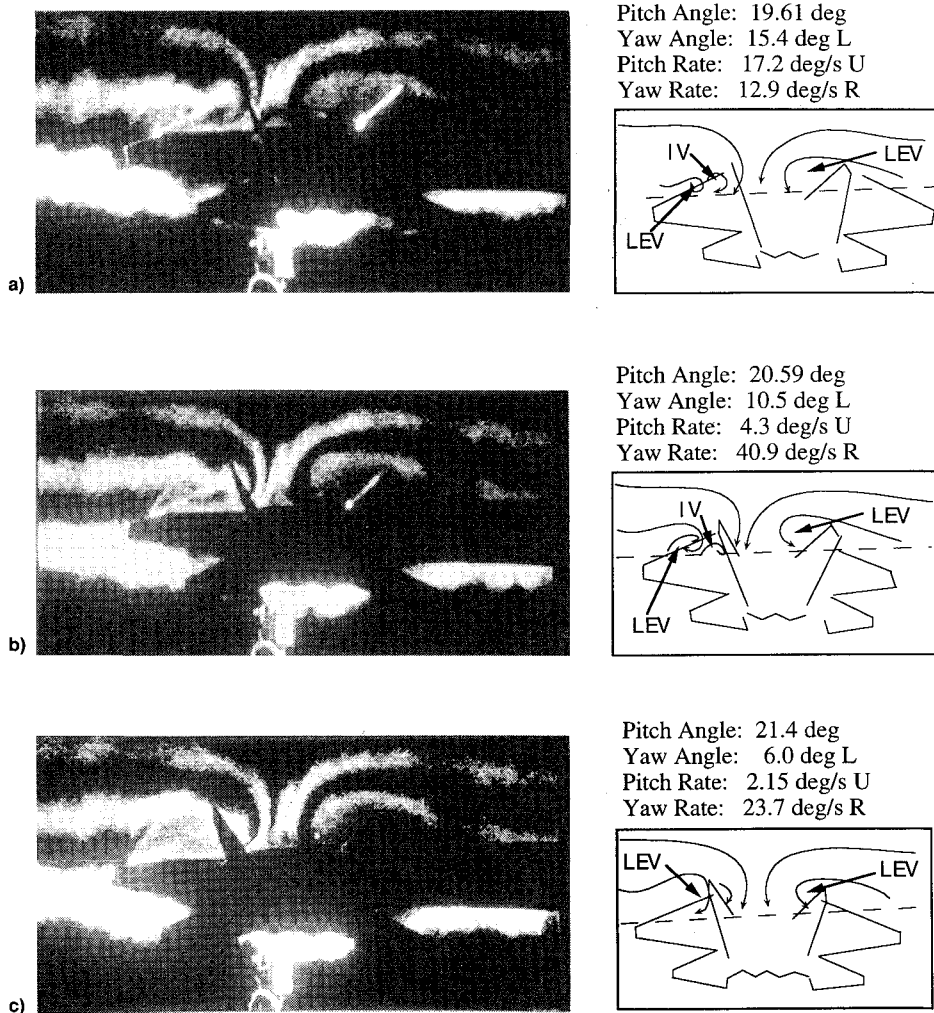 Pitch Angle: 19.61 deg
Yaw Angle: 15.4 deg L
Pitch Rate: 17.2 deg/s U
Yaw Rate: 12.9 deg/s R
IV
LEV
LEV
a)
Pitch Angle: 20.59 deg
Yaw Angle: 10.5 deg L
Pitch Rate: 4.3 deg/s U
Yaw Rate: 40.9 deg/s R
IV
LEV
LEV
b)
Pitch Angle: 21.4 deg
Yaw Angle: 6.0 deg L
Pitch Rate: 2.15 deg/s U
Yaw Rate: 23.7 deg/s R
LEV
LEV
c)